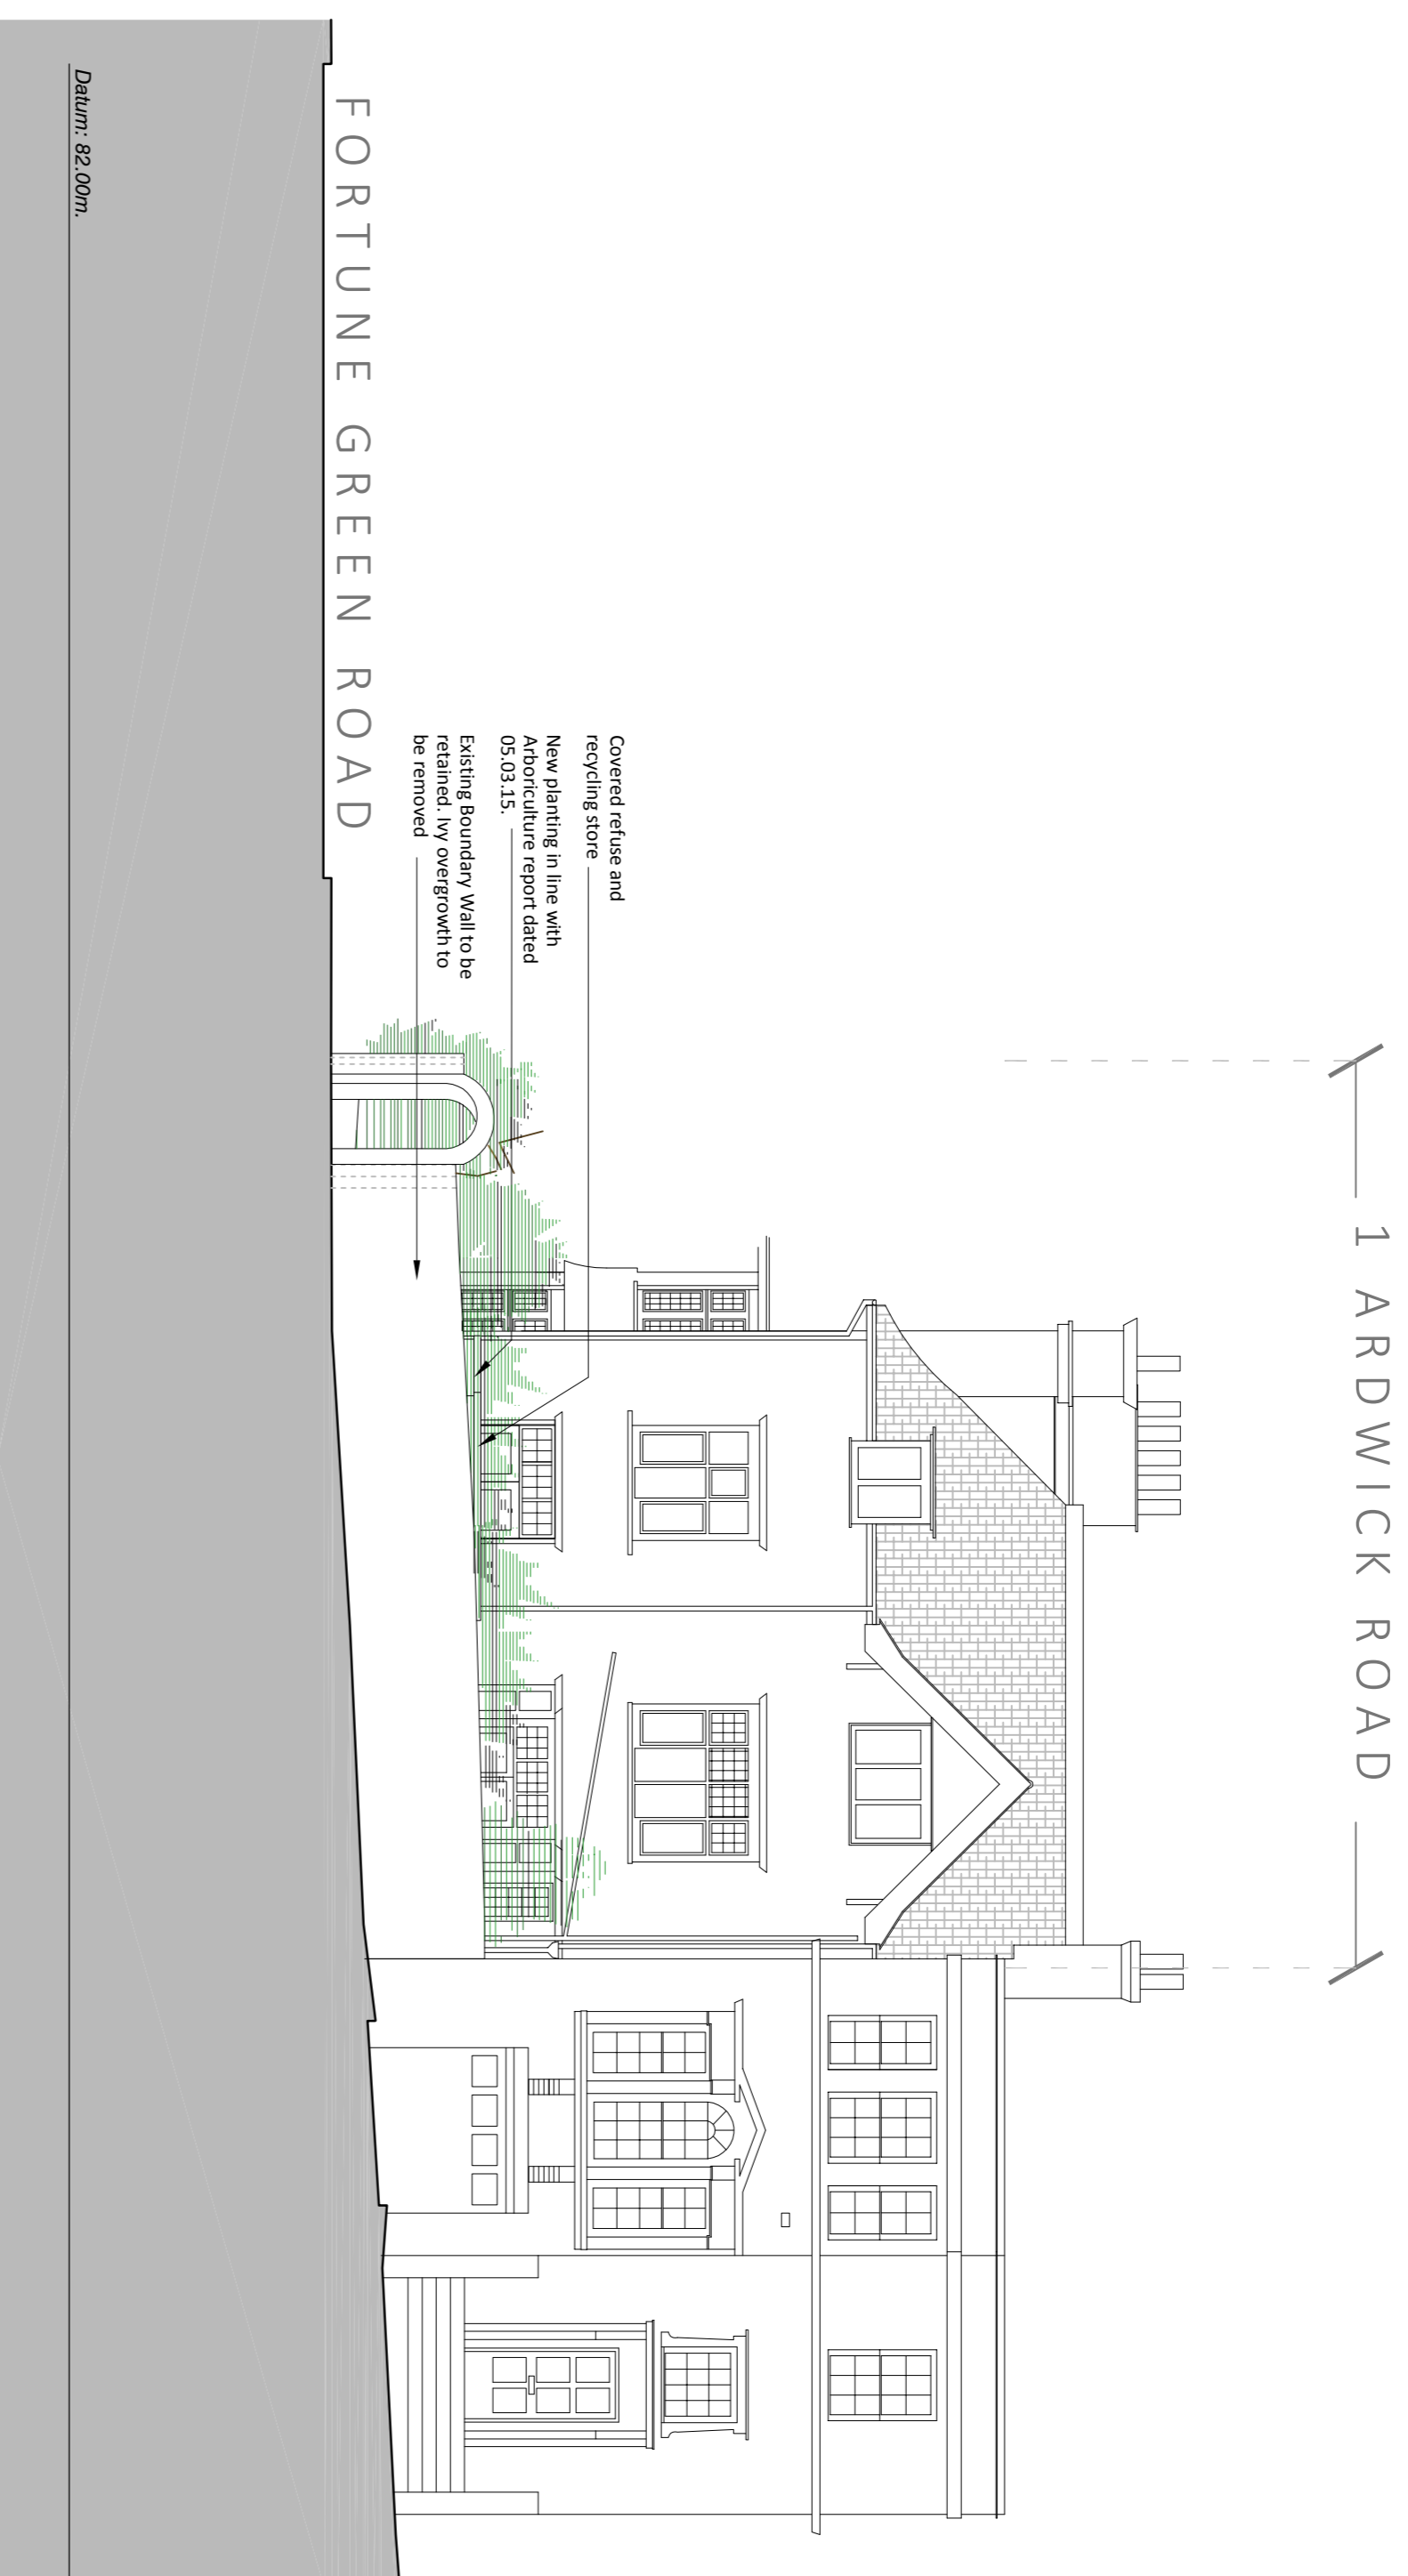 1 ARDWICK ROAD
Covered refuse and
recycling store
New planting in line with
Arboriculture report dated
05.03.15.
Existing Boundary Wall to be
retained. Ivy overgrowth to
be removed
FORTUNE GREEN ROAD
Datum: 82.00m.